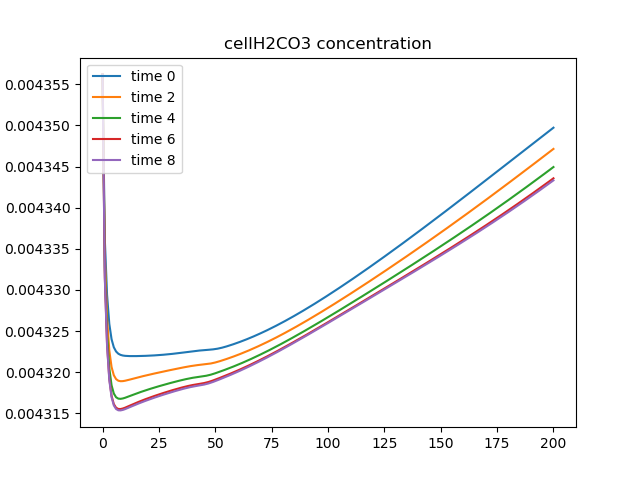 cellH2CO3 concentration
time 0
time 2
time 4
time 6
time 8
0.004355
0.004350
0.004345
0.004340
0.004335
0.004330
0.004325
0.004320
0.004315
0 25 50 75 100 125 150 175 200